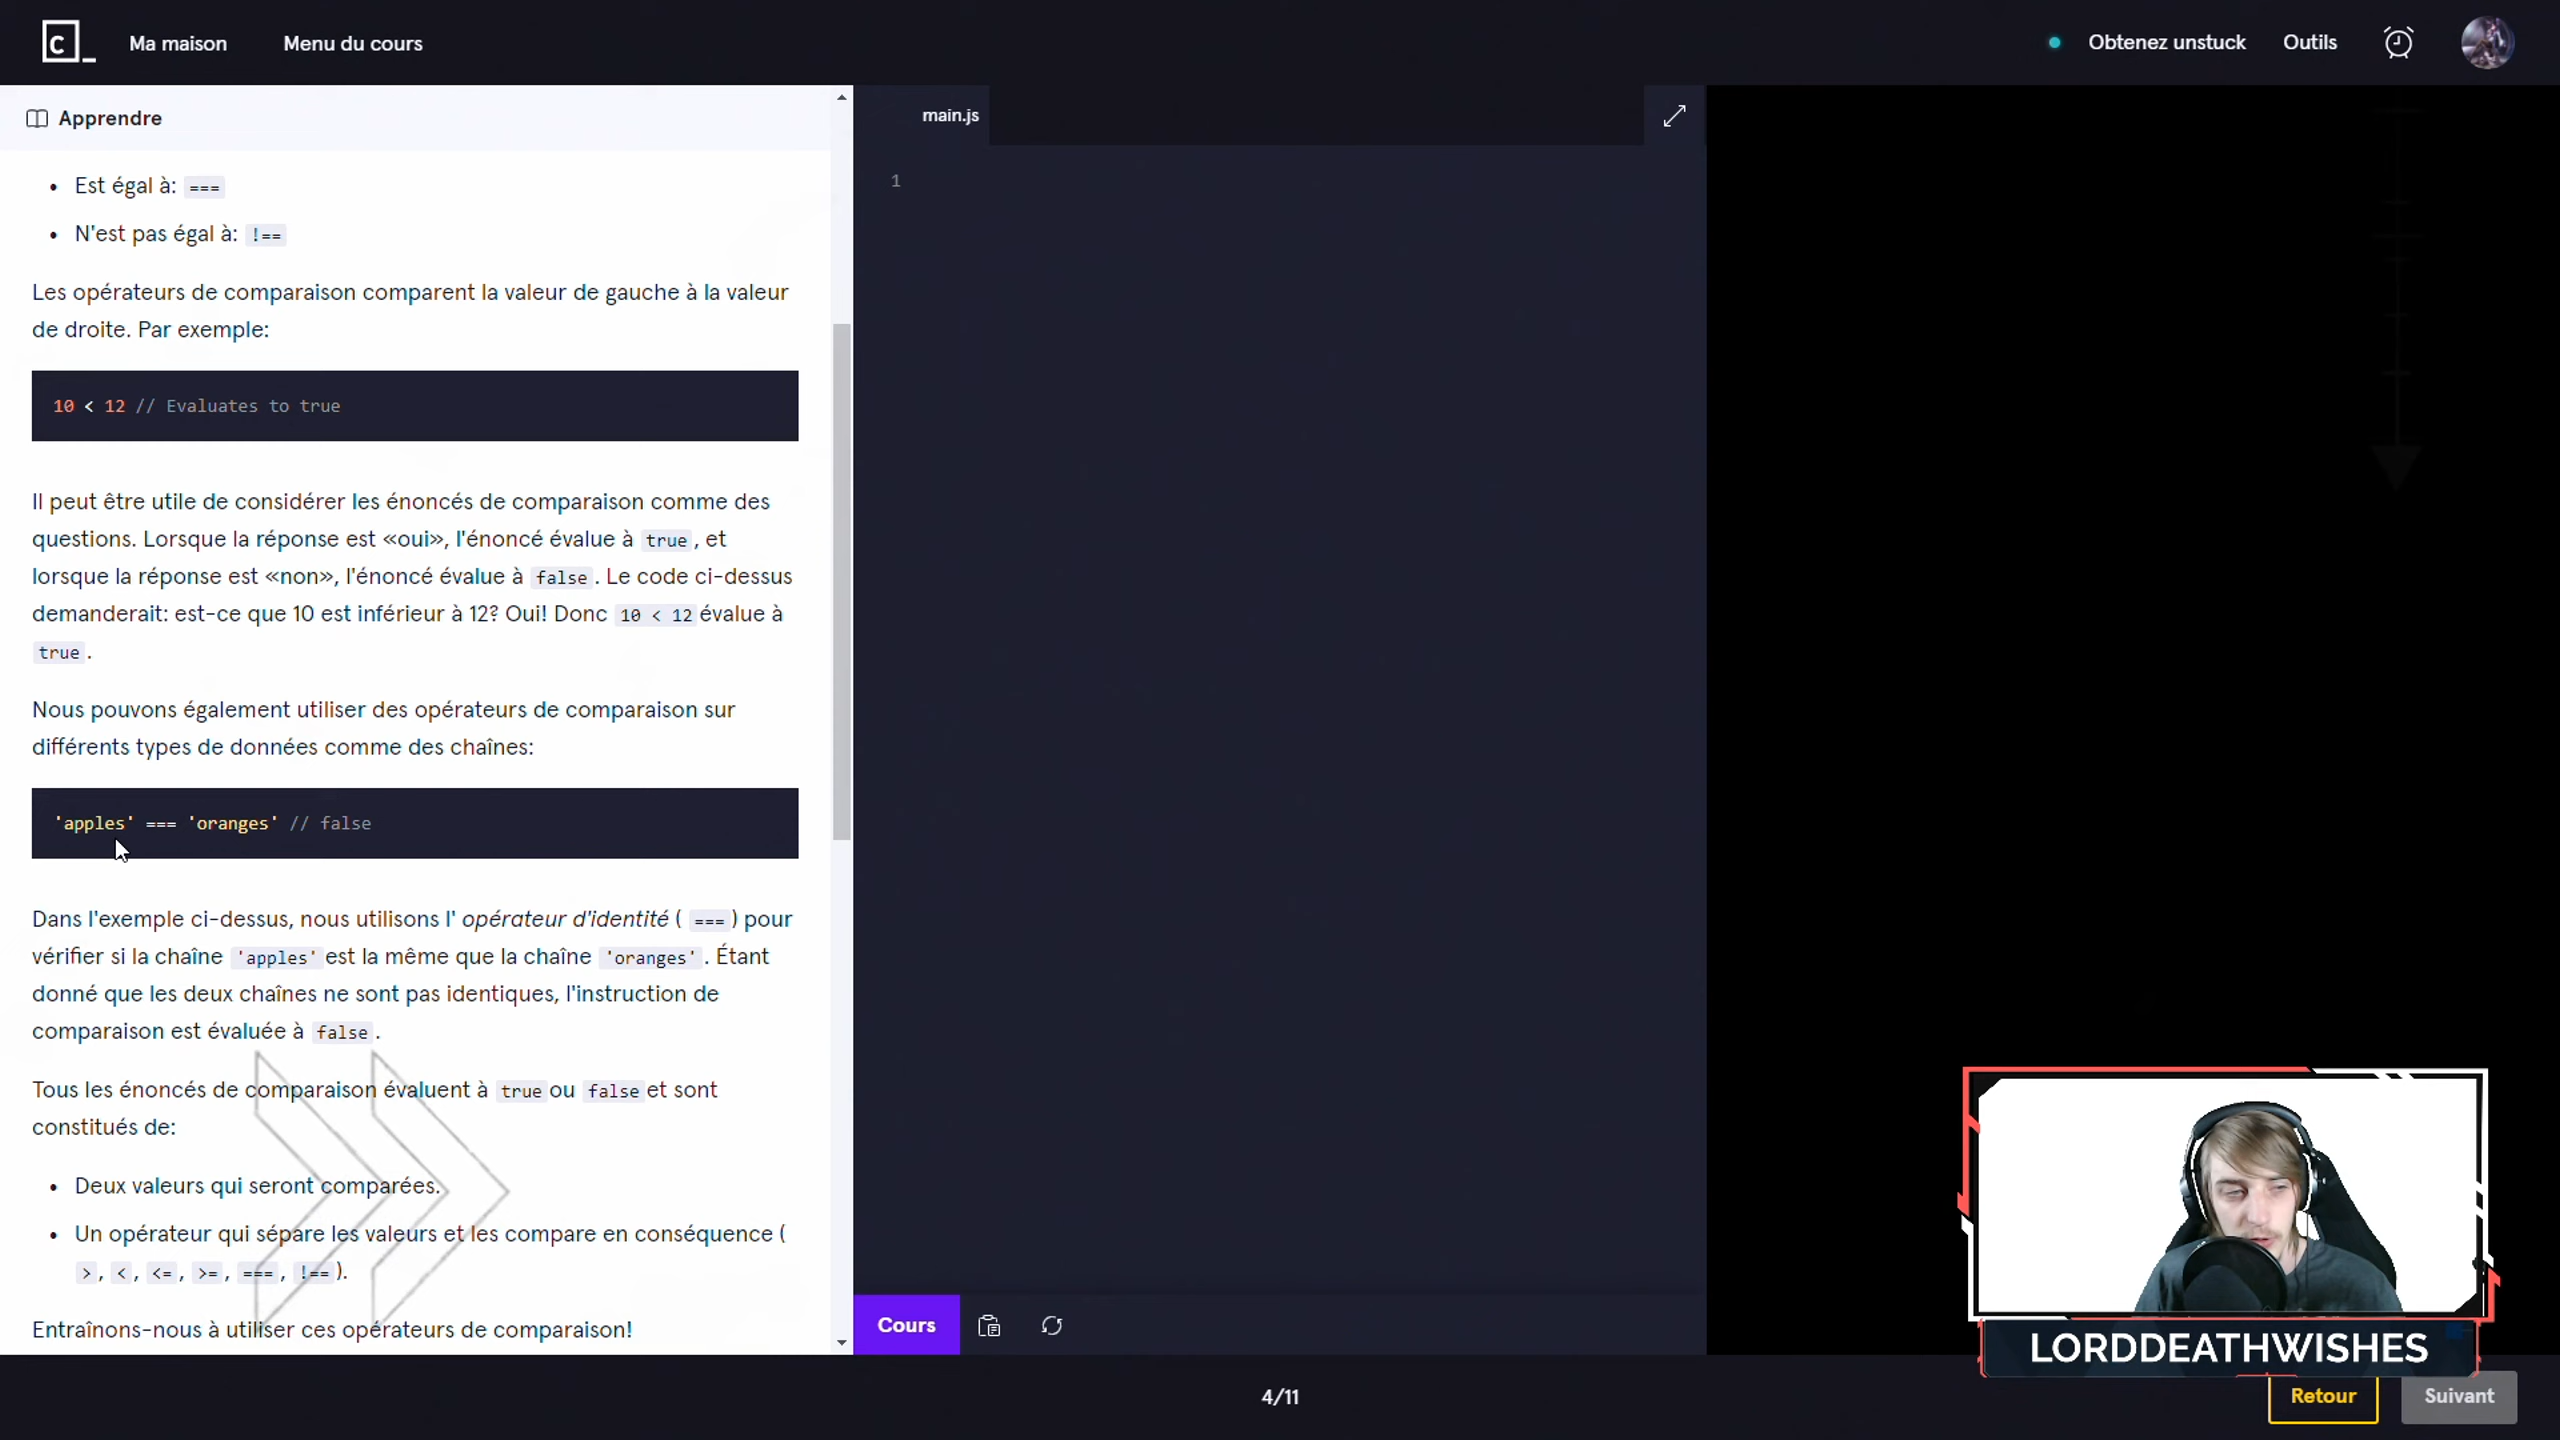 c_ Ma maison Menu du cours Obtenez unstuck Outils
Apprendre
main.js
1
• Est égal à: ===
• N'est pas égal à: !==
Les opérateurs de comparaison comparent la valeur de gauche à la valeur
de droite. Par exemple:
10 < 12 // Evaluates to true
Il peut être utile de considérer les énoncés de comparaison comme des
questions. Lorsque la réponse est «oui», l'énoncé évalue à true, et
lorsque la réponse est «non», l'énoncé évalue à false. Le code ci-dessus
demanderait: est-ce que 10 est inférieur à 12? Oui! Donc 10 < 12 évalue à
true.
Nous pouvons également utiliser des opérateurs de comparaison sur
différents types de données comme des chaînes:
'apples' === 'oranges' // false
Dans l'exemple ci-dessus, nous utilisons l' opérateur d'identité ( ===) pour
vérifier si la chaîne 'apples' est la même que la chaîne 'oranges'. Étant
donné que les deux chaînes ne sont pas identiques, l'instruction de
comparaison est évaluée à false.
Tous les énoncés de comparaison évaluent à true ou false et sont
constitués de:
• Deux valeurs qui seront comparées.
• Un opérateur qui sépare les valeurs et les compare en conséquence (
>, <, <=, >=, ===, !==).
Entraînons-nous à utiliser ces opérateurs de comparaison!
Cours
LORDDEATHWISHES
4/11
Retour Suivant